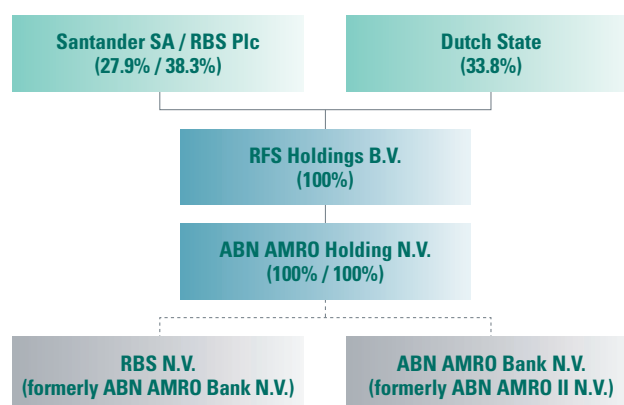 Santander SA / RBS Plc
(27.9% / 38.3%)
Dutch State
(33.8%)
RFS Holdings B.V.
(100%)
ABN AMRO Holding N.V.
(100% / 100%)
RBS N.V.
(formerly ABN AMRO Bank N.V.)
ABN AMRO Bank N.V.
(formerly ABN AMRO II N.V.)